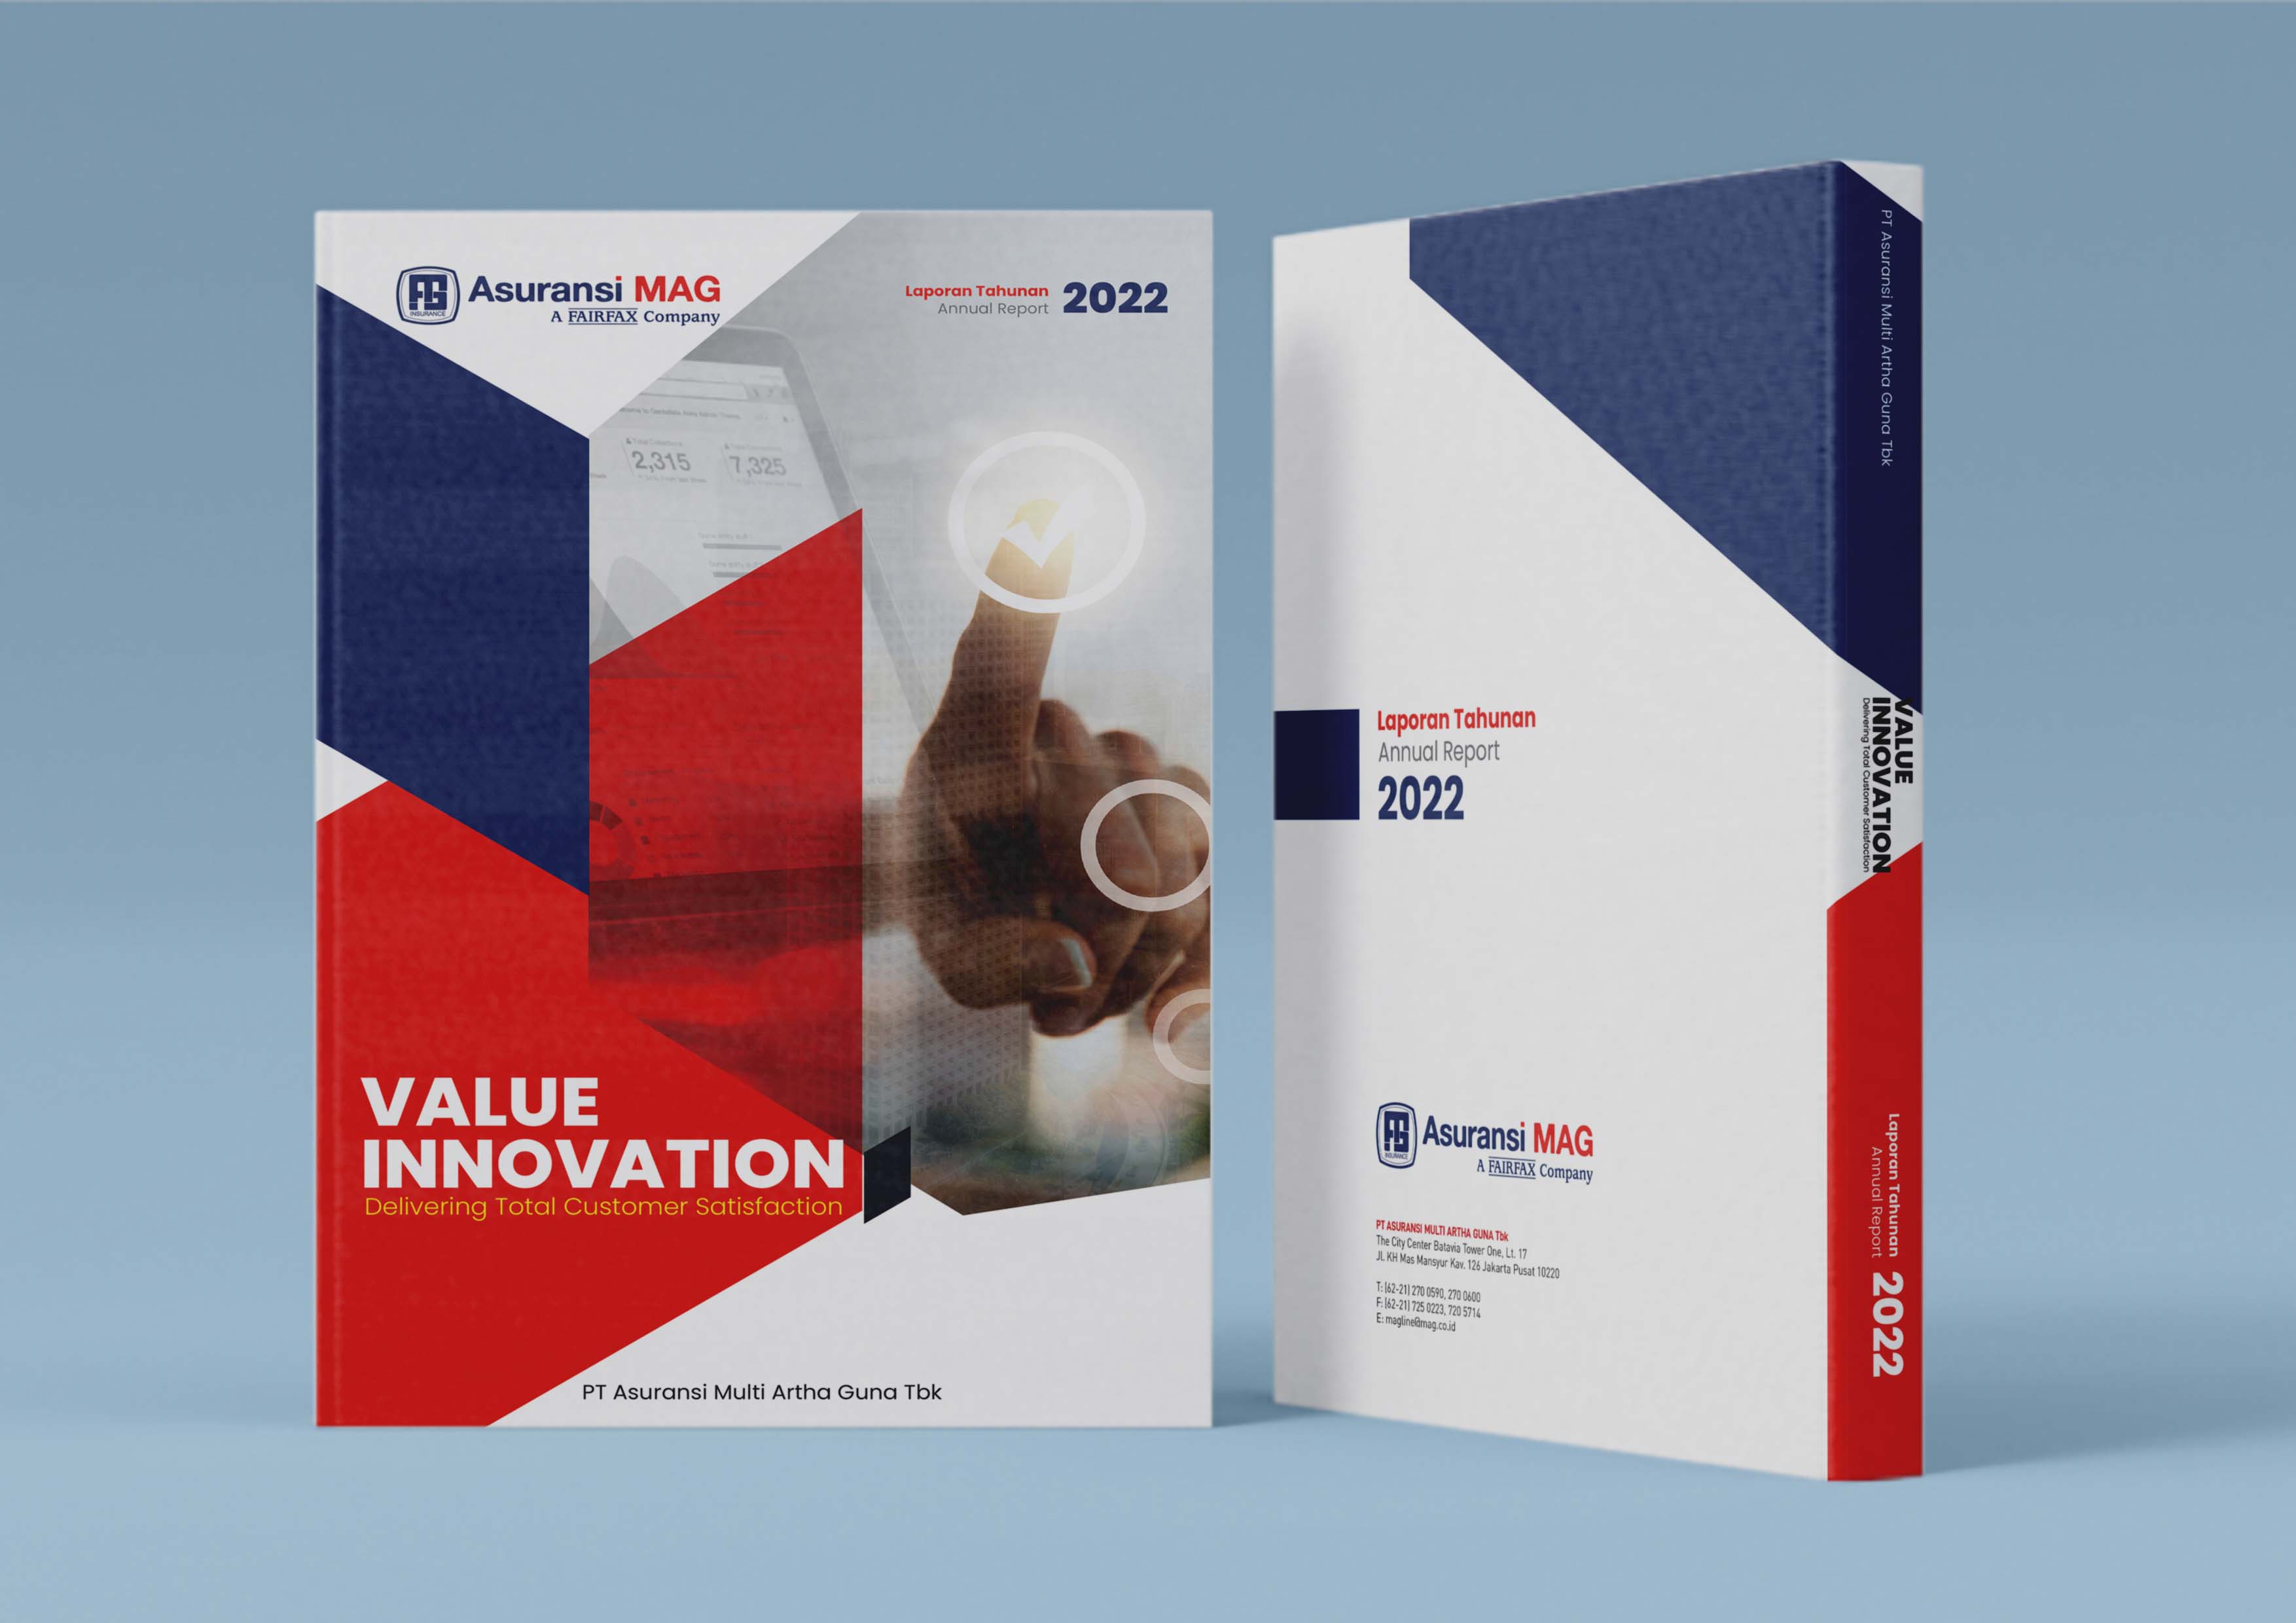 INSURANCE
Asuransi MAG
A FAIRFAX Company
Laporan Tahunan
Annual Report
2022
2,315
7,325
VALUE
INNOVATION
Delivering Total Customer Satisfaction
PT Asuransi Multi Artha Guna Tbk
Laporan Tahunan
Annual Report
2022
INSURANCE
Asuransi MAG
A FAIRFAX Company
PT ASURANSI MULTI ARTHA GUNA Tbk
The City Center Batavia Tower One, Lt. 17
JL KH Mas Mansyur Kav. 126 Jakarta Pusat 10220
T: (62-21) 270 0590, 270 0600
F: (62-21) 725 0223, 720 5714
E: magline@mag.co.id
PT Asuransi Multi Artha Guna Tbk
VALUE
INNOVATION
Delivering Total Customer Satisfaction
Laporan Tahunan
Annual Report
2022